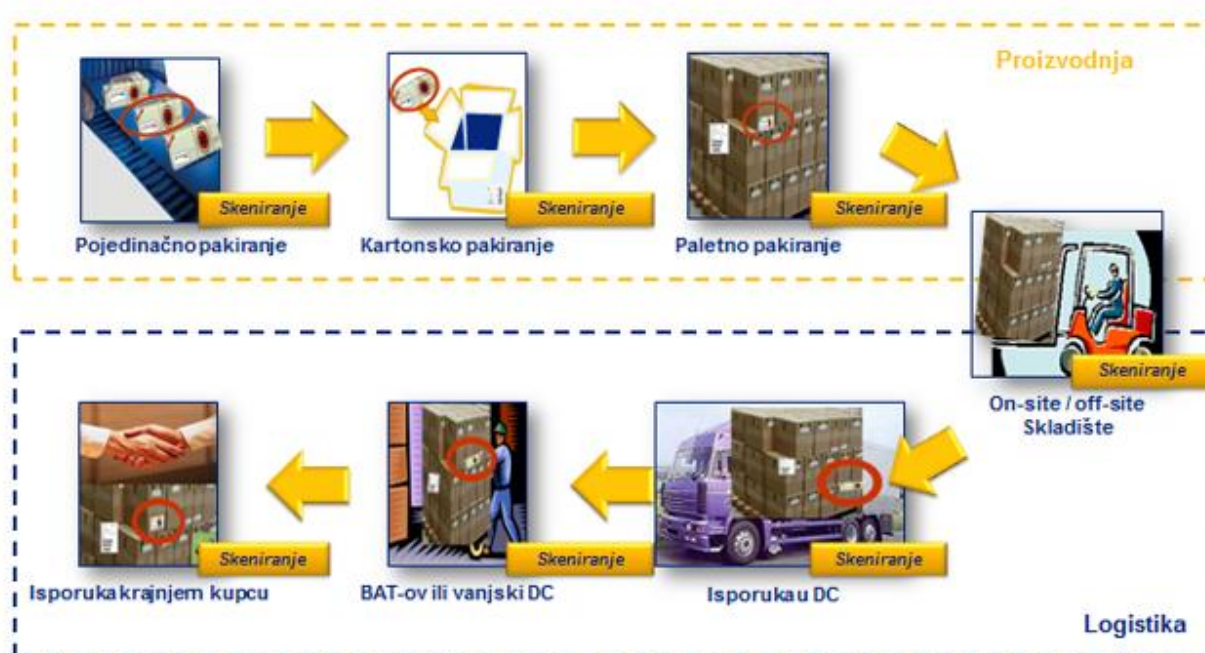 Proizvodnja
Skeniranje
Skeniranje
Skeniranje
Pojedinačno pakiranje
Kartonsko pakiranje
Paletno pakiranje
Skeniranje
On-site / off-site
Skladište
Skeniranje
Skeniranje
Skeniranje
Isporuka krajnjem kupcu
BAT-ov ili vanjski DC
Isporuka u DC
Logistika